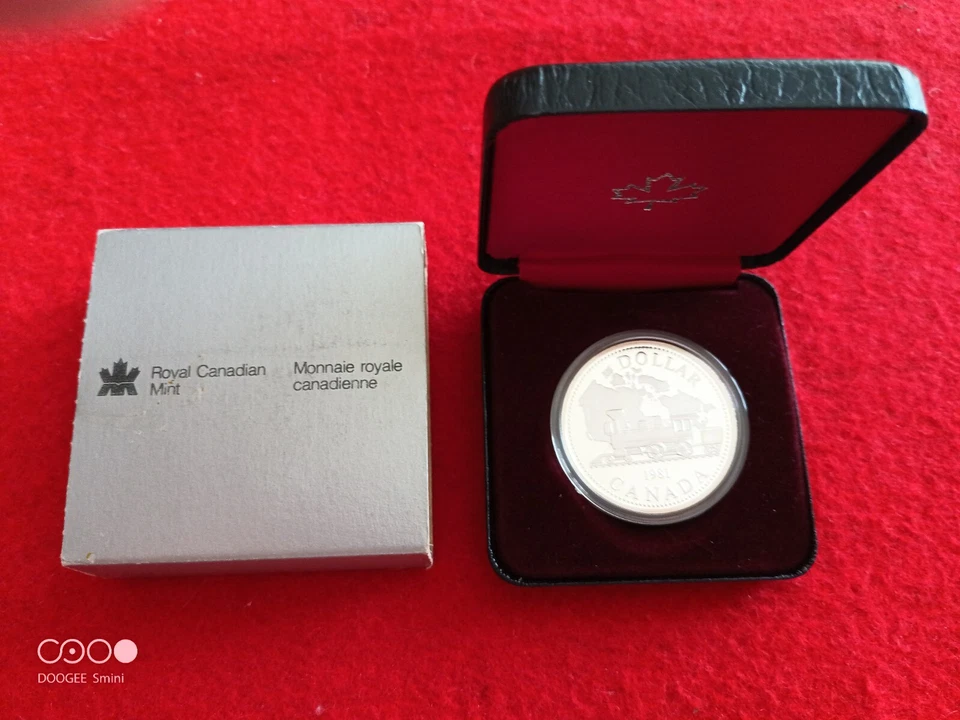 Royal Canadian
Mint
Monnaie royale
canadienne
DOLLAR
1981
CANADA
DOOGEE Smini